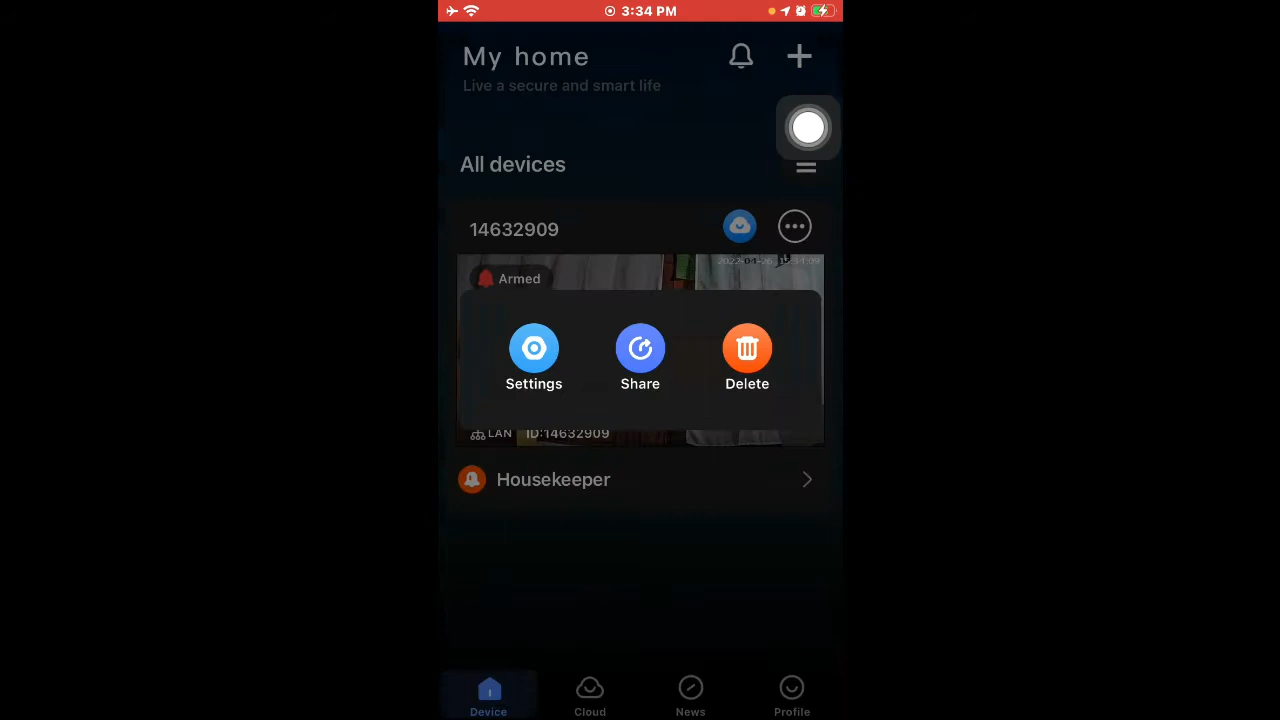 3:34 PM
My home
Live a secure and smart life
All devices
14632909
Armed
Settings
Share
Delete
LAN ID:14632909
Housekeeper
Device
Cloud
News
Profile